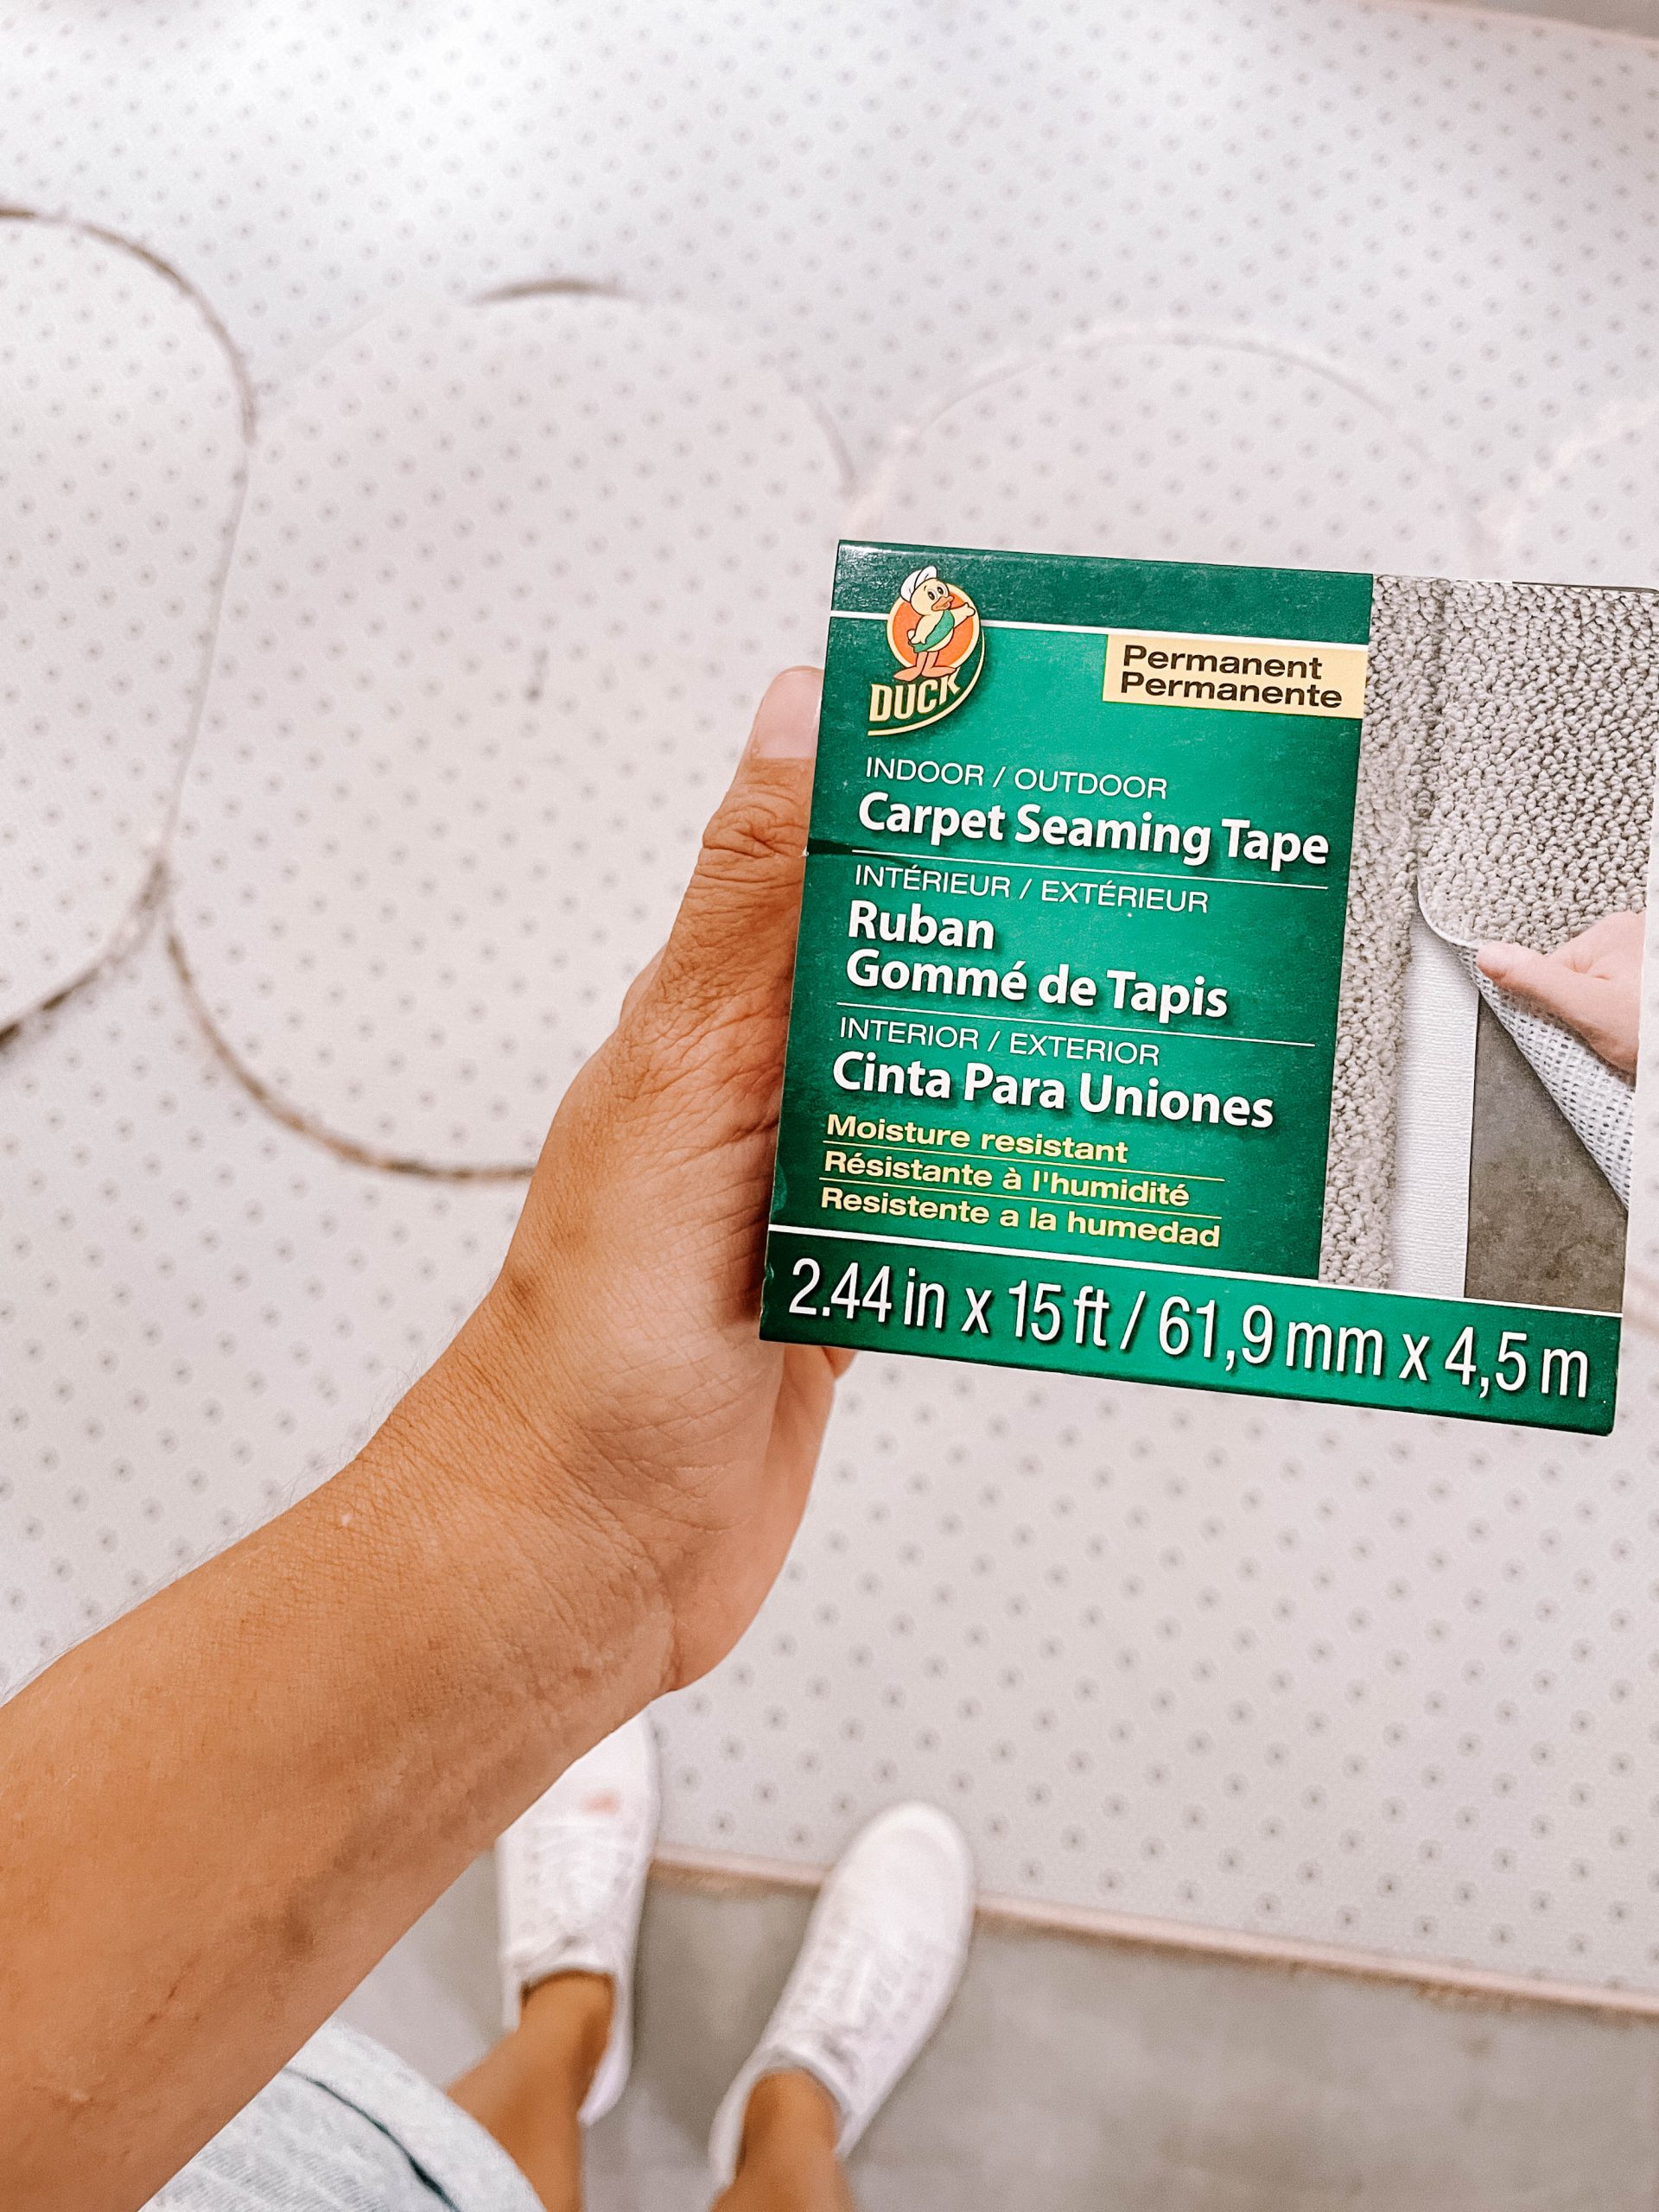 DUCK
Permanent
Permanente
INDOOR / OUTDOOR
Carpet Seaming Tape
INTÉRIEUR / EXTÉRIEUR
Ruban
Gommé de Tapis
INTERIOR / EXTERIOR
Cinta Para Uniones
Moisture resistant
Résistante à l'humidité
Resistente a la humedad
2.44 in x 15 ft / 61,9 mm x 4,5 m